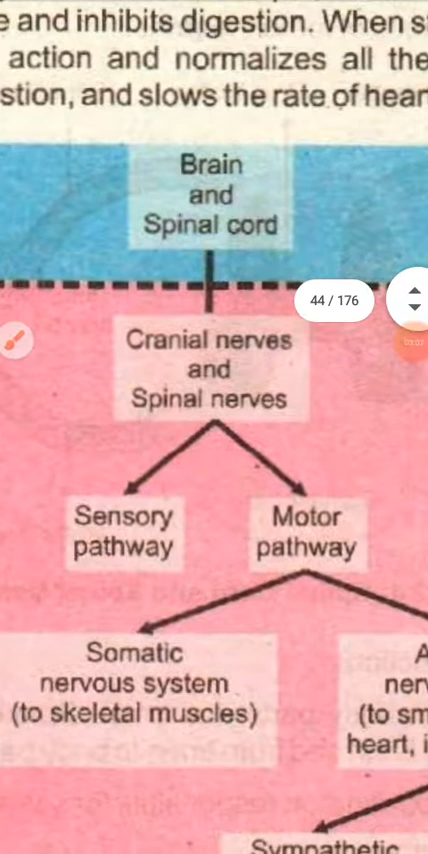 e and inhibits digestion. When s
action and normalizes all the
stion, and slows the rate of hear
Brain
and
Spinal cord
44 / 176
Cranial nerves
and
Spinal nerves
Sensory
pathway
Motor
pathway
Somatic
nervous system
(to skeletal muscles)
A
ner
(to sm
heart, i
Sympathetic